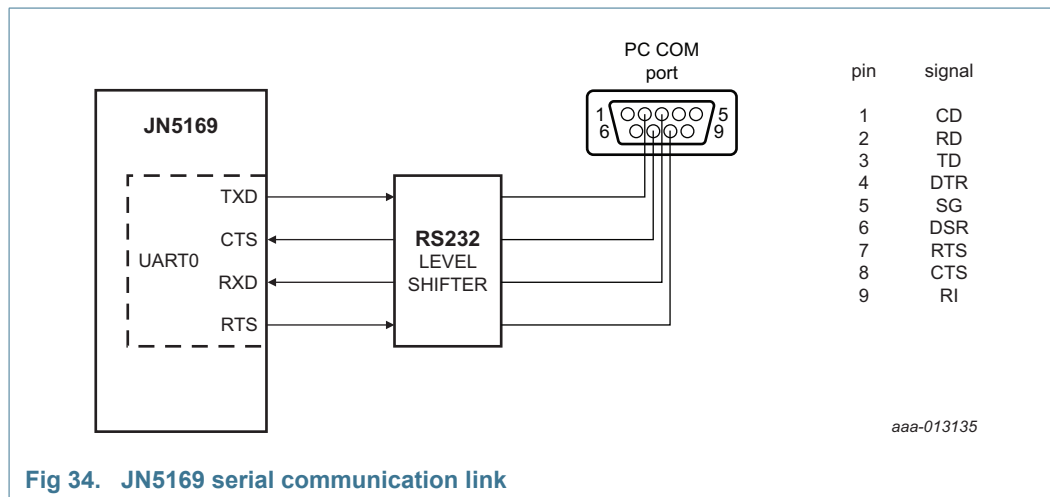 PC COM
port
1 5
6 9
JN5169
UART0
TXD
CTS
RXD
RTS
RS232
LEVEL
SHIFTER
pin signal
1 CD
2 RD
3 TD
4 DTR
5 SG
6 DSR
7 RTS
8 CTS
9 RI
aaa-013135
Fig 34. JN5169 serial communication link